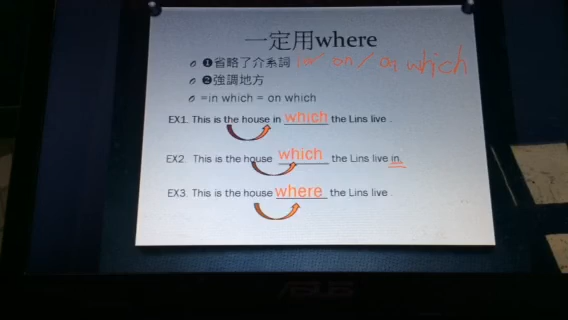 一定用where
❶省略了介系詞 in / on / on which
❷強調地方
=in which = on which
EX1. This is the house in which the Lins live .
EX2. This is the house which the Lins live in.
EX3. This is the house where the Lins live .
ASUS